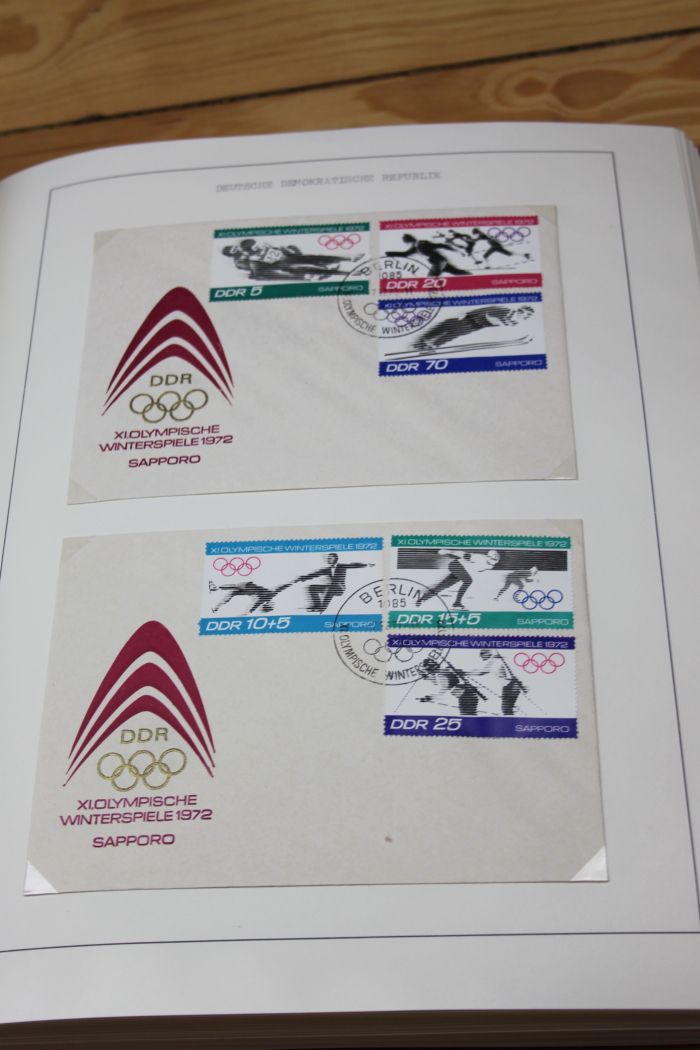 DEUTSCHE DEMOKRATISCHE REPUBLIK
XI.OLYMPISCHE WINTERSPIELE 1972
DDR 5 SAPPORO
XI.OLYMPISCHE WINTERSPIELE 1972
DDR 20 SAPPORO
BERLIN
1085
XI.OLYMPISCHE WINTERSPIELE 1972
DDR 70 SAPPORO
DDR
XI.OLYMPISCHE
WINTERSPIELE 1972
SAPPORO
XI.OLYMPISCHE WINTERSPIELE 1972
DDR 10+5 SAPPORO
XI.OLYMPISCHE WINTERSPIELE 1972
DDR 15+5 SAPPORO
BERLIN
1085
XI.OLYMPISCHE WINTERSPIELE 1972
DDR 25 SAPPORO
DDR
XI.OLYMPISCHE
WINTERSPIELE 1972
SAPPORO